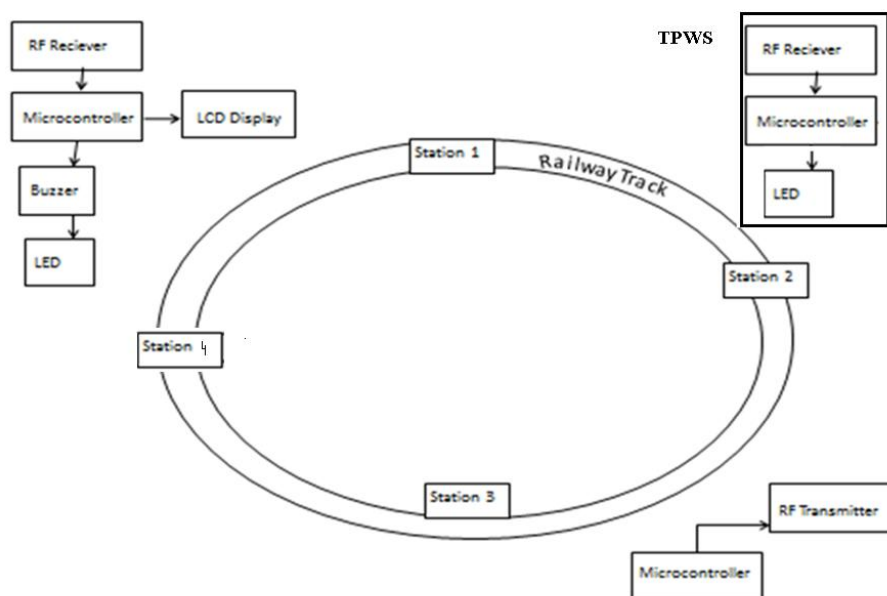 RF Reciever
Microcontroller
LCD Display
Buzzer
LED
TPWS
RF Reciever
Microcontroller
LED
Station 1
Railway Track
Station 2
Station 4
Station 3
RF Transmitter
Microcontroller